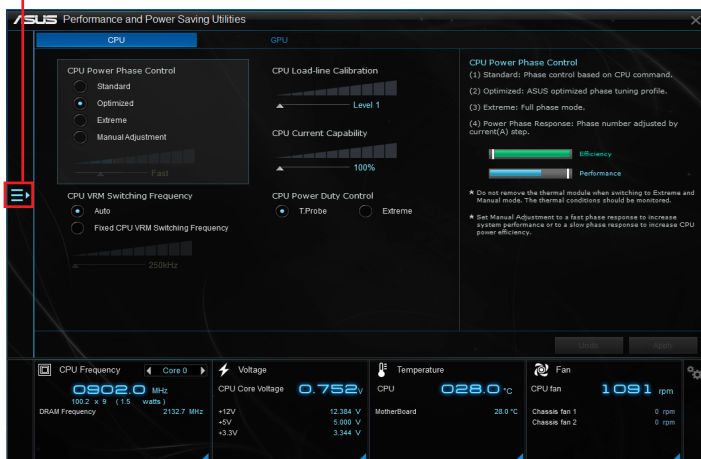 ASUS Performance and Power Saving Utilities
CPU
GPU
CPU Power Phase Control
Standard
Optimized
Extreme
Manual Adjustment
Fast
CPU VRM Switching Frequency
Auto
Fixed CPU VRM Switching Frequency
250kHz
CPU Load-line Calibration
Level 1
CPU Current Capability
100%
CPU Power Duty Control
T.Probe
Extreme
CPU Power Phase Control
(1) Standard: Phase control based on CPU command.
(2) Optimized: ASUS optimized phase tuning profile.
(3) Extreme: Full phase mode.
(4) Power Phase Response: Phase number adjusted by
current(A) step.
Efficiency
Performance
* Do not remove the thermal module when switching to Extreme and
Manual mode. The thermal conditions should be monitored.
* Set Manual Adjustment to a fast phase response to increase
system performance or to a slow phase response to increase CPU
power efficiency.
Undo
Apply
CPU Frequency
Core 0
0902.0 MHz
100.2 x 9 (1.5 watts)
DRAM Frequency 2132.7 MHz
Voltage
CPU Core Voltage 0.752v
+12V 12.384 V
+5V 5.000 V
+3.3V 3.344 V
Temperature
CPU 028.0 °C
MotherBoard 28.0 °C
Fan
CPU fan 1091 rpm
Chassis fan 1 0 rpm
Chassis fan 2 0 rpm